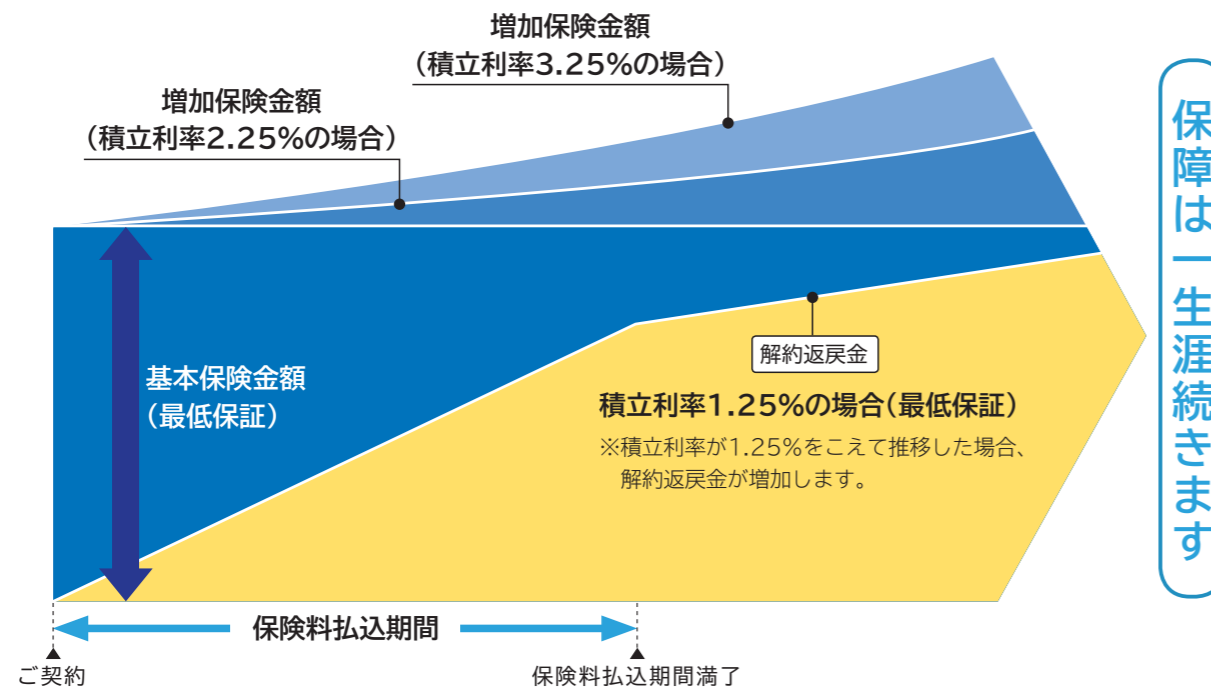 増加保険金額
（積立利率3.25%の場合）
増加保険金額
（積立利率2.25%の場合）
基本保険金額
（最低保証）
解約返戻金
積立利率1.25%の場合（最低保証）
※積立利率が1.25%をこえて推移した場合、
解約返戻金が増加します。
保険料払込期間
ご契約
保険料払込期間満了
保障は一生涯続きます